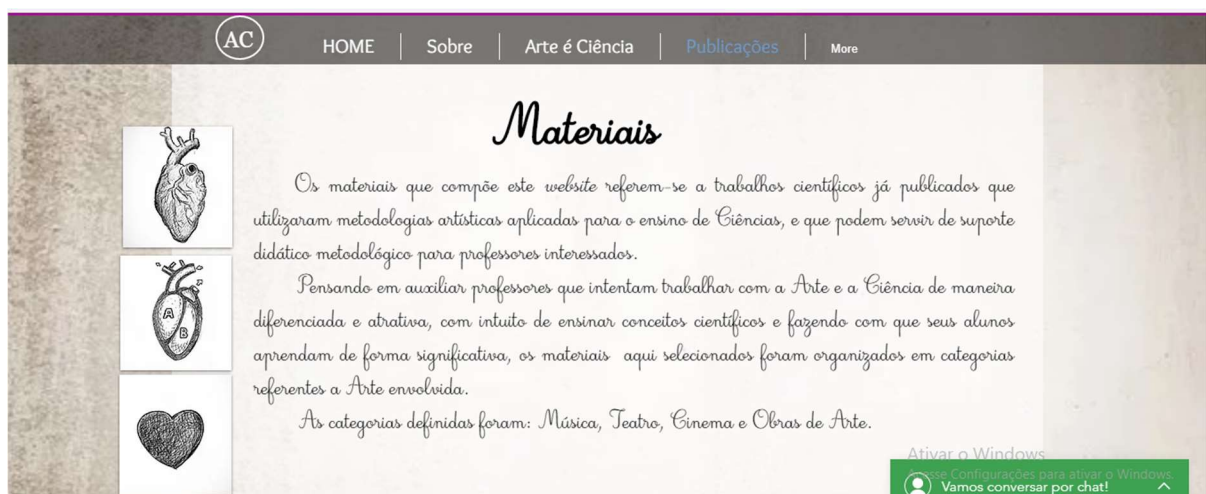 AC
HOME
Sobre
Arte é Ciência
Publicações
More
Materiais
Os materiais que compõe este website referem-se a trabalhos científicos já publicados que
utilizaram metodologias artísticas aplicadas para o ensino de Ciências, e que podem servir de suporte
didático metodológico para professores interessados.
Pensando em auxiliar professores que intentam trabalhar com a Arte e a Ciência de maneira
diferenciada e atrativa, com intuito de ensinar conceitos científicos e fazendo com que seus alunos
aprendam de forma significativa, os materiais aqui selecionados foram organizados em categorias
referentes a Arte envolvida.
As categorias definidas foram: Música, Teatro, Cinema e Obras de Arte.
A
B
Ativar o Windows
Acesse Configurações para ativar o Windows.
Vamos conversar por chat!